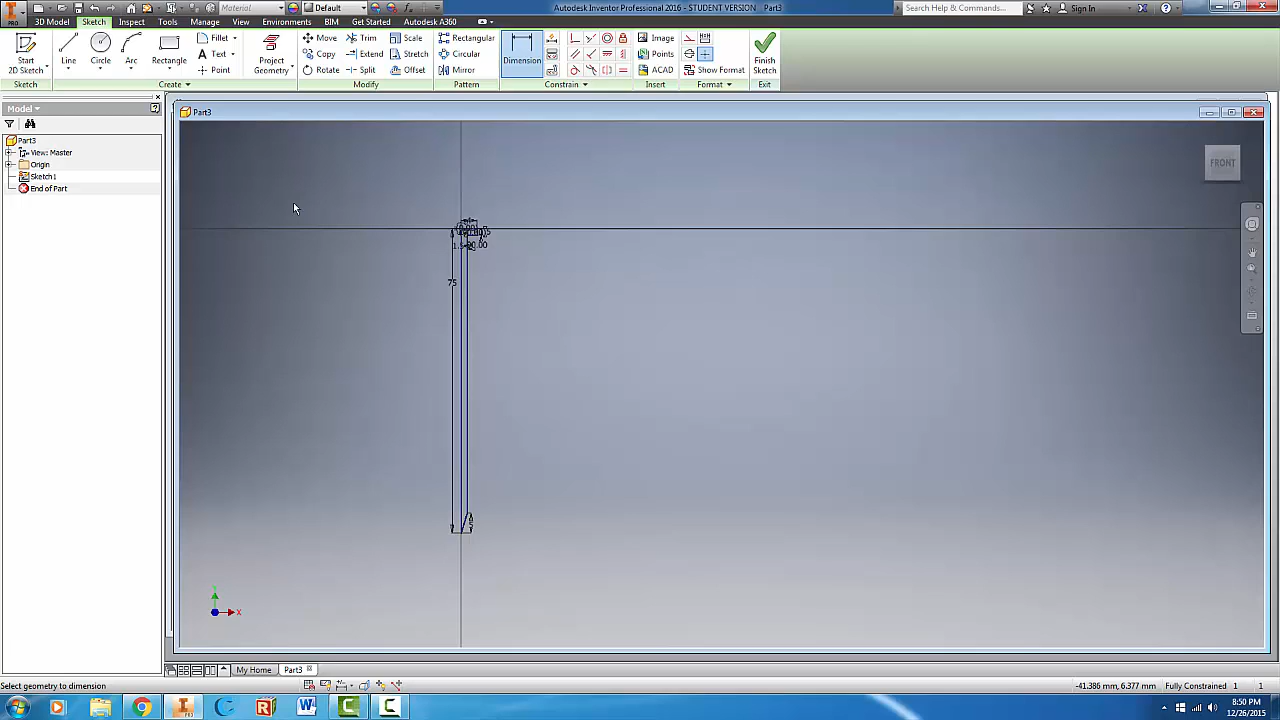 Material
Default
Autodesk Inventor Professional 2016 - STUDENT VERSION Part3
Search Help & Commands...
Sign In
PRO
3D Model
Sketch
Inspect
Tools
Manage
View
Environments
BIM
Get Started
Autodesk A360
Start
2D Sketch
Line
Circle
Arc
Rectangle
Fillet
Text
Point
Project
Geometry
Move
Copy
Rotate
Trim
Extend
Split
Scale
Stretch
Offset
Rectangular
Circular
Mirror
Dimension
Image
Points
ACAD
Show Format
Finish
Sketch
Sketch
Create
Modify
Pattern
Constrain
Insert
Format
Exit
Model
Part3
View: Master
Origin
Sketch1
End of Part
Part3
FRONT
75
Y
X
My Home
Part3
Select geometry to dimension
-41.386 mm, 6.377 mm
Fully Constrained
1
1
8:50 PM
12/26/2015